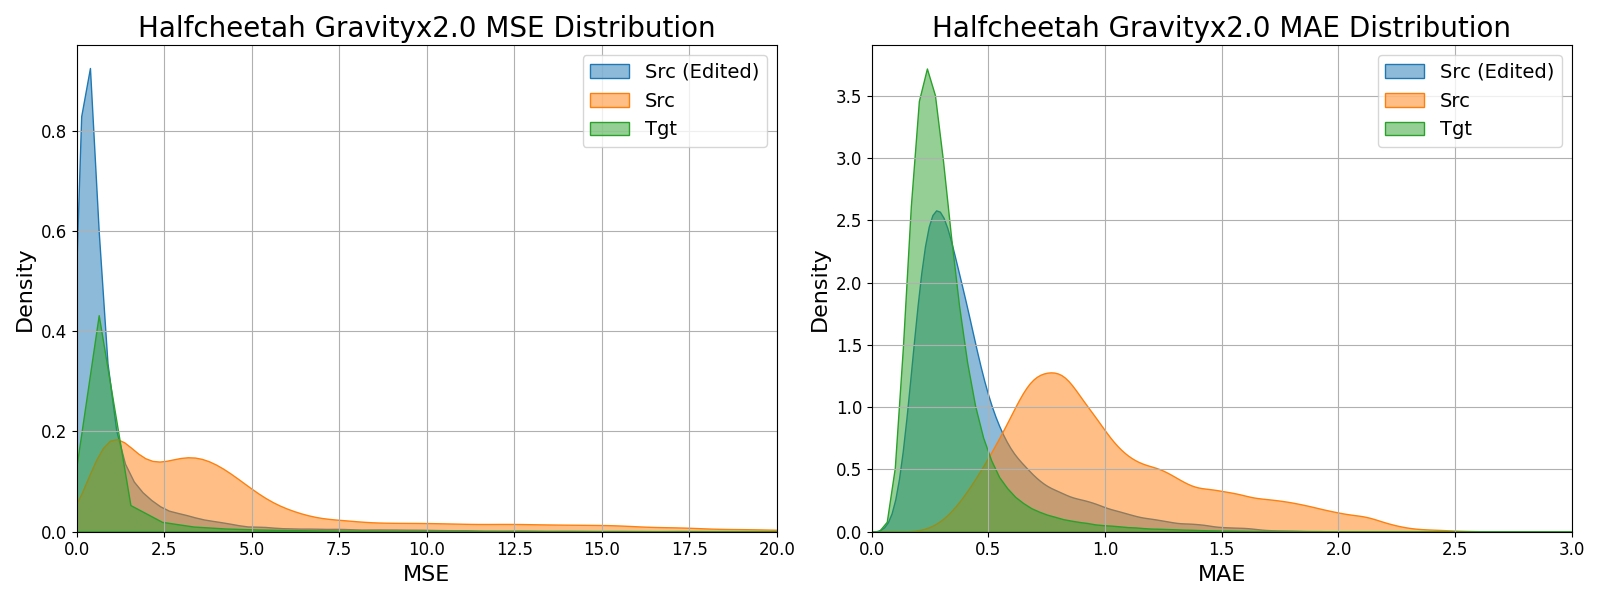 Halfcheetah Gravityx2.0 MSE Distribution
Src (Edited)
Src
Tgt
Density
0.8
0.6
0.4
0.2
0.0
0.0 2.5 5.0 7.5 10.0 12.5 15.0 17.5 20.0
MSE
Halfcheetah Gravityx2.0 MAE Distribution
Src (Edited)
Src
Tgt
Density
3.5
3.0
2.5
2.0
1.5
1.0
0.5
0.0
0.0 0.5 1.0 1.5 2.0 2.5 3.0
MAE